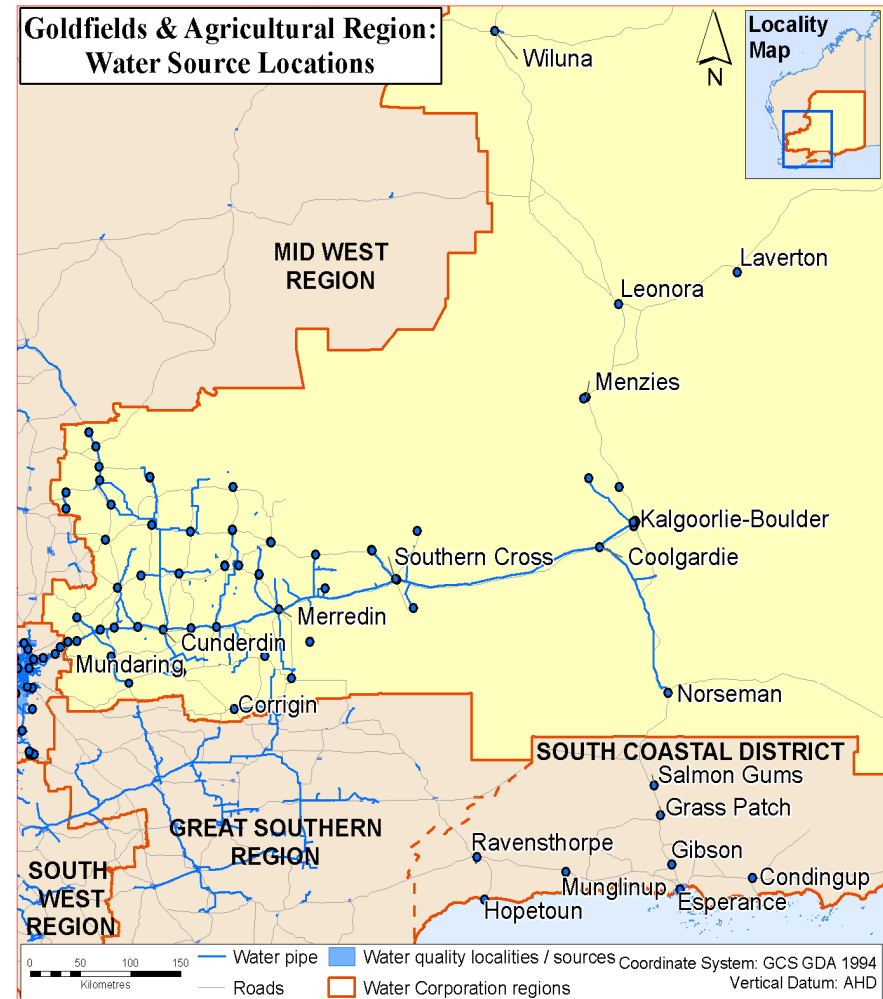 Goldfields & Agricultural Region:
Water Source Locations
N
Locality
Map
Wiluna
MID WEST
REGION
Laverton
Leonora
Menzies
Kalgoorlie-Boulder
Coolgardie
Southern Cross
Merredin
Cunderdin
Mundaring
Corrigin
Norseman
SOUTH COASTAL DISTRICT
Salmon Gums
Grass Patch
GREAT SOUTHERN
REGION
Ravensthorpe
Gibson
SOUTH
WEST
REGION
Munglinup
Condingup
Esperance
Hopetoun
0 50 100 150
Kilometres
Water pipe
Roads
Water quality localities / sources
Water Corporation regions
Coordinate System: GCS GDA 1994
Vertical Datum: AHD